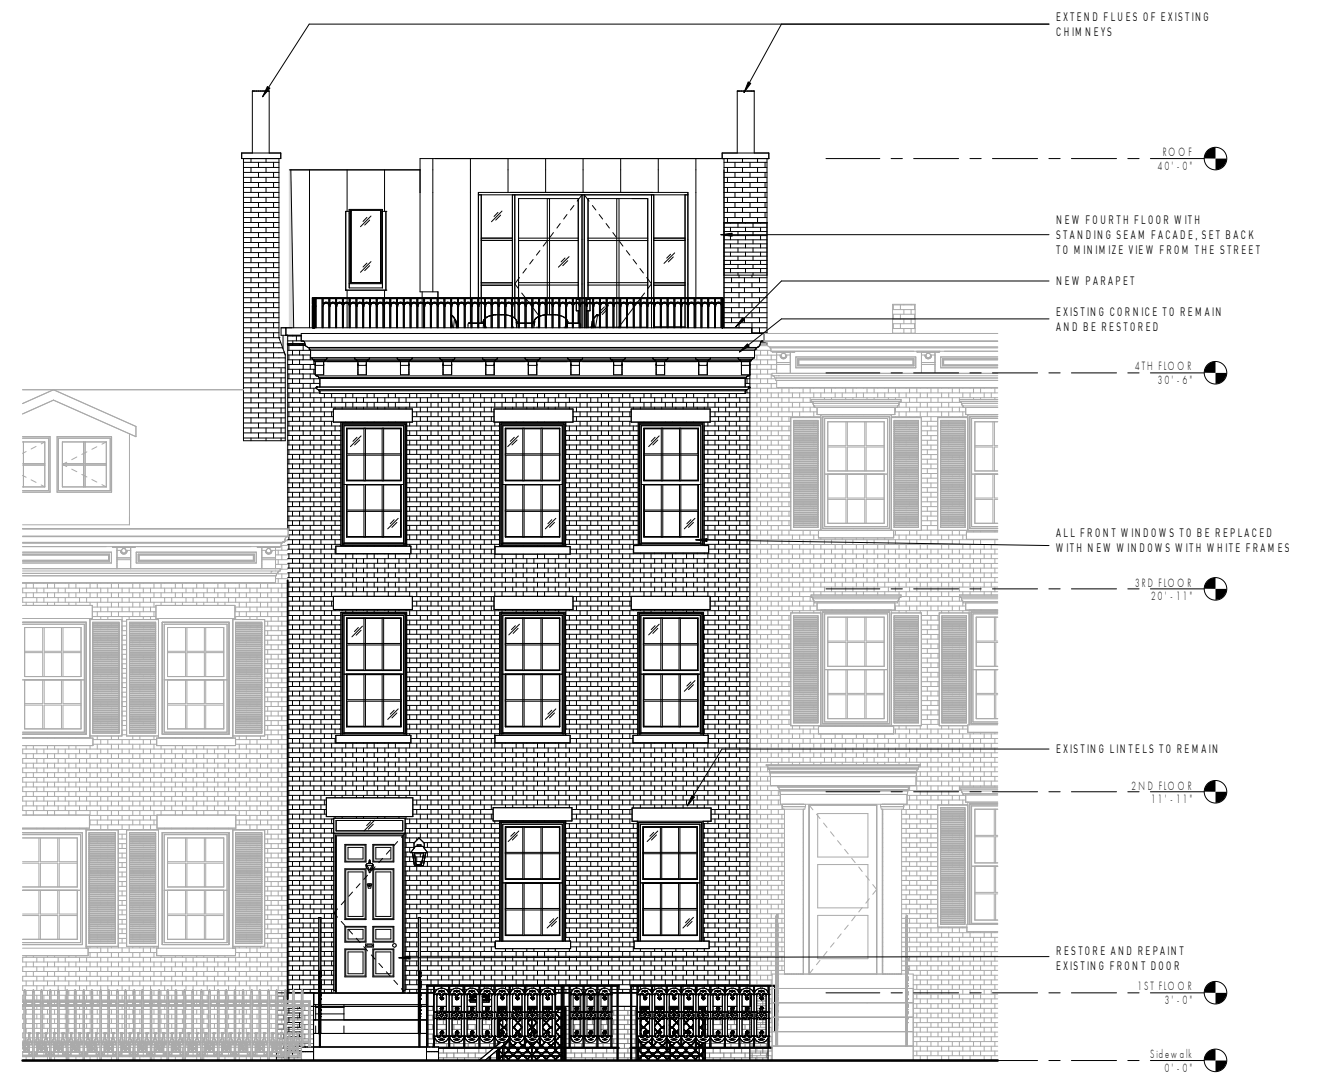 EXTEND FLUES OF EXISTING
CHIMNEYS
ROOF
40'-0"
NEW FOURTH FLOOR WITH
STANDING SEAM FACADE, SET BACK
TO MINIMIZE VIEW FROM THE STREET
NEW PARAPET
EXISTING CORNICE TO REMAIN
AND BE RESTORED
4TH FLOOR
30'-6"
ALL FRONT WINDOWS TO BE REPLACED
WITH NEW WINDOWS WITH WHITE FRAMES
3RD FLOOR
20'-11"
EXISTING LINTELS TO REMAIN
2ND FLOOR
11'-11"
RESTORE AND REPAINT
EXISTING FRONT DOOR
1ST FLOOR
3'-0"
Sidewalk
0'-0"